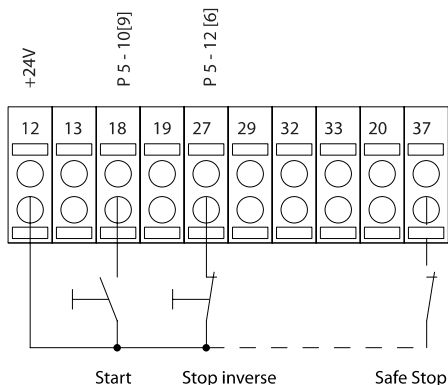 +24V
P 5 - 10[9]
P 5 - 12 [6]
12 13 18 19 27 29 32 33 20 37
Start Stop inverse Safe Stop